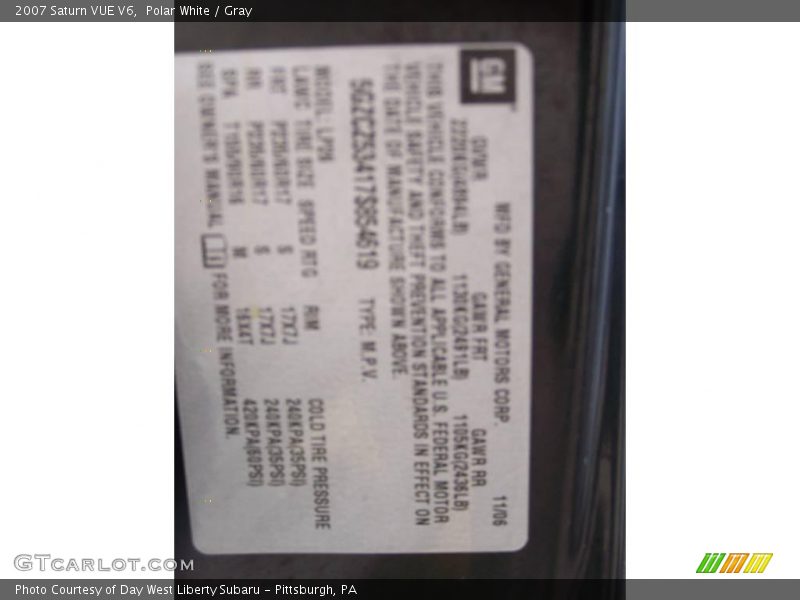 2007 Saturn VUE V6, Polar White / Gray
GM
MFD BY GENERAL MOTORS CORP. 11/06
GVWR GAWR FRT GAWR RR
2220KG(4894LB) 1130KG(2491LB) 1105KG(2436LB)
THIS VEHICLE CONFORMS TO ALL APPLICABLE U.S. FEDERAL MOTOR
VEHICLE SAFETY AND THEFT PREVENTION STANDARDS IN EFFECT ON
THE DATE OF MANUFACTURE SHOWN ABOVE.
5GZCZ53417S854619 TYPE: M.P.V.
MODEL: LP26
LAMC TIRE SIZE SPEED RTG RIM COLD TIRE PRESSURE
FRT P235/60R17 S 17X7J 240KPA(35PSI)
RR P235/60R17 S 17X7J 240KPA(35PSI)
SPA T155/90R16 M 16X4T 420KPA(60PSI)
SEE OWNER'S MANUAL FOR MORE INFORMATION.
GTCARLOT.COM
Photo Courtesy of Day West Liberty Subaru - Pittsburgh, PA